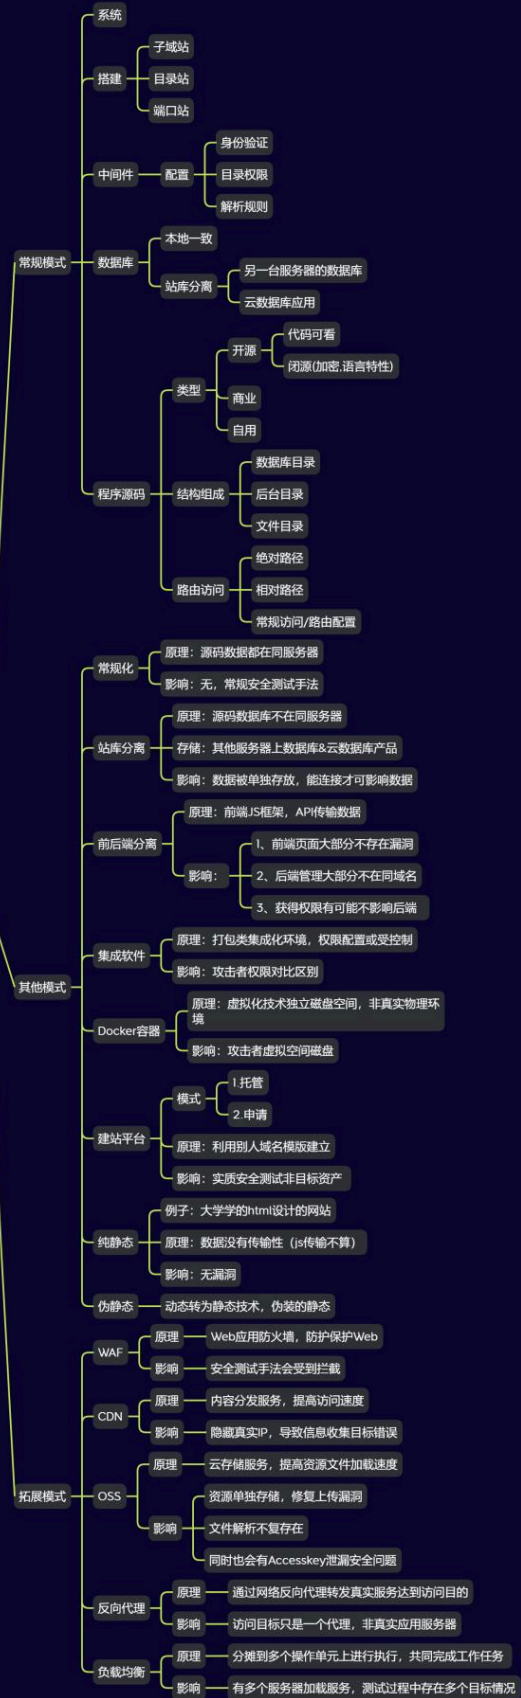 常规模式
系统
搭建
子域站
目录站
端口站
中间件
配置
身份验证
目录权限
解析规则
数据库
本地一致
站库分离
另一台服务器的数据库
云数据库应用
程序源码
类型
开源
代码可看
闭源(加密,语言特性)
商业
自用
结构组成
数据库目录
后台目录
文件目录
路由访问
绝对路径
相对路径
常规访问/路由配置
其他模式
常规化
原理：源码数据都在同服务器
影响：无，常规安全测试手法
站库分离
原理：源码数据库不在同服务器
存储：其他服务器上数据库&云数据库产品
影响：数据被单独存放，能连接才可影响数据
前后端分离
原理：前端JS框架，API传输数据
影响：
1、前端页面大部分不存在漏洞
2、后端管理大部分不在同域名
3、获得权限有可能不影响后端
集成软件
原理：打包类集成化环境，权限配置或受控制
影响：攻击者权限对比区别
Docker容器
原理：虚拟化技术独立磁盘空间，非真实物理环
境
影响：攻击者虚拟空间磁盘
建站平台
模式
1.托管
2.申请
原理：利用别人域名模版建立
影响：实质安全测试非目标资产
纯静态
例子：大学学的html设计的网站
原理：数据没有传输性（js传输不算）
影响：无漏洞
伪静态
动态转为静态技术，伪装的静态
拓展模式
WAF
原理
Web应用防火墙，防护保护Web
影响
安全测试手法会受到拦截
CDN
原理
内容分发服务，提高访问速度
影响
隐藏真实IP，导致信息收集目标错误
OSS
原理
云存储服务，提高资源文件加载速度
影响
资源单独存储，修复上传漏洞
文件解析不复存在
同时也会有Accesskey泄漏安全问题
反向代理
原理
通过网络反向代理转发真实服务达到访问目的
影响
访问目标只是一个代理，非真实应用服务器
负载均衡
原理
分摊到多个操作单元上进行执行，共同完成工作任务
影响
有多个服务器加载服务，测试过程中存在多个目标情况